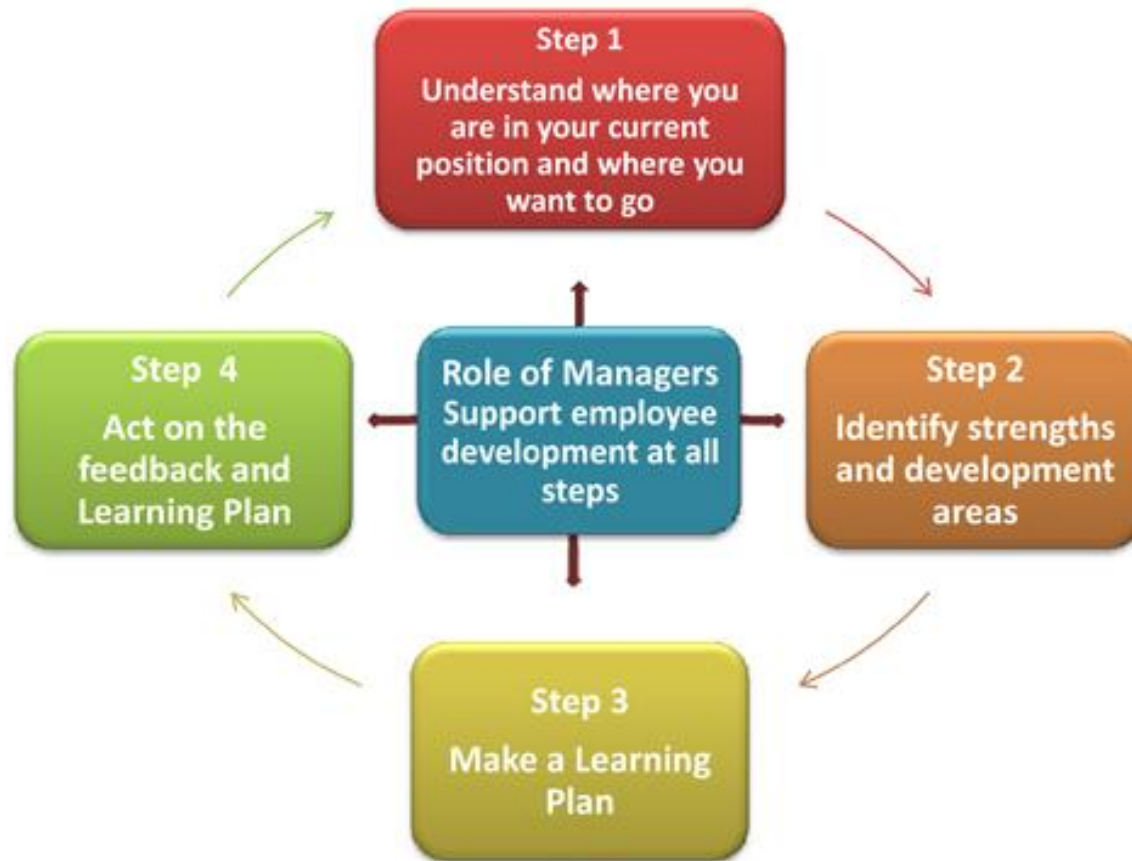 Step 1
Understand where you
are in your current
position and where you
want to go
Step 4
Act on the
feedback and
Learning Plan
Role of Managers
Support employee
development at all
steps
Step 2
Identify strengths
and development
areas
Step 3
Make a Learning
Plan